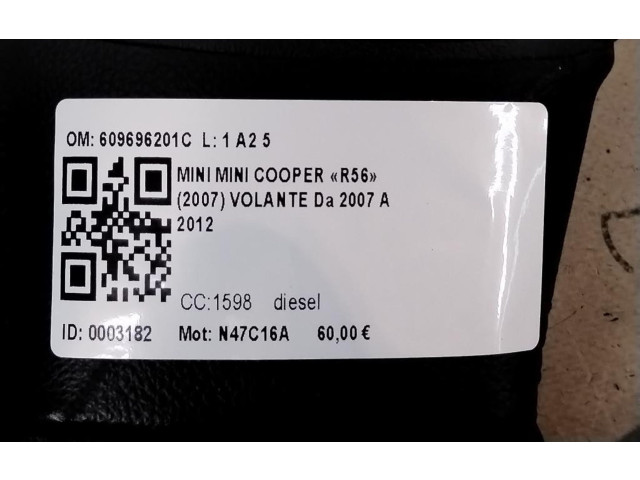 OM: 609696201C L: 1 A2 5
MINI MINI COOPER «R56»
(2007) VOLANTE Da 2007 A
2012
CC:1598 diesel
ID: 0003182 Mot: N47C16A 60,00 €